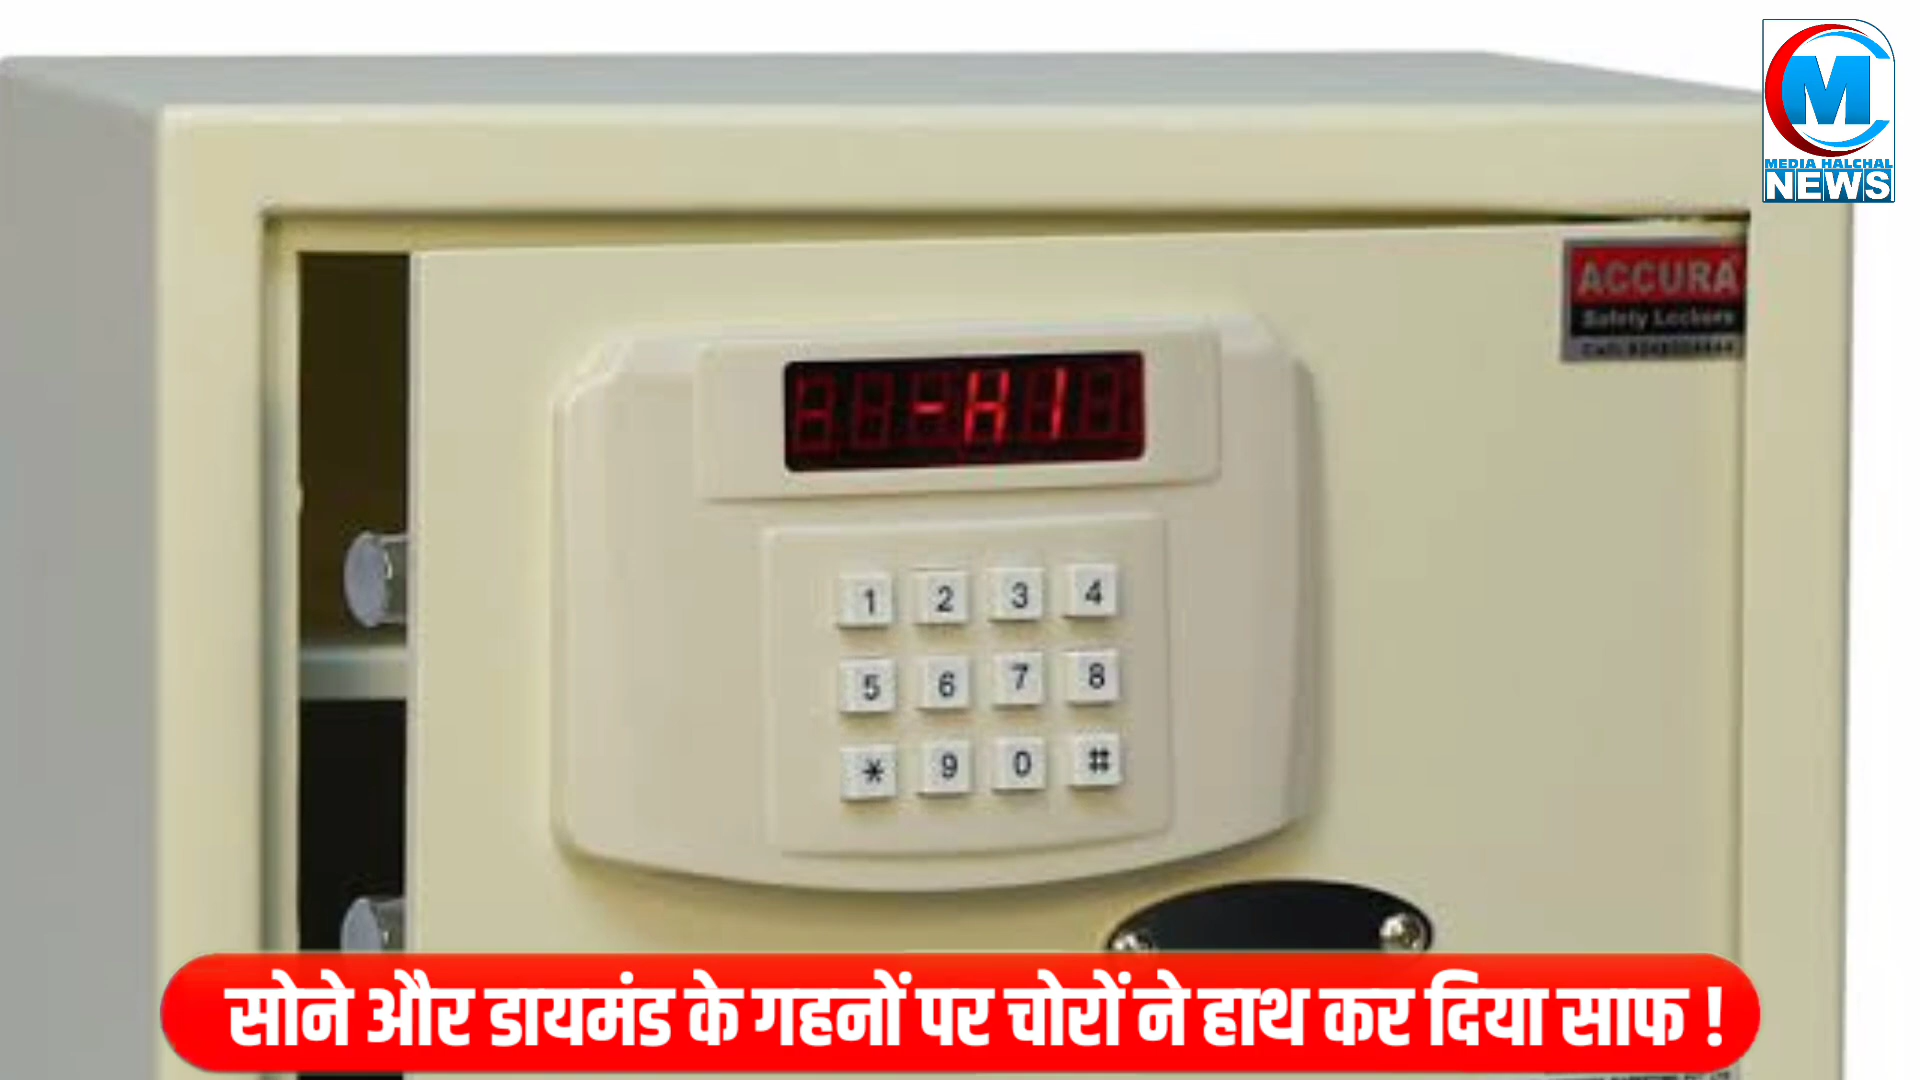 MEDIA HALCHAL
NEWS
ACCURA
Safety Lockers
-HI
1 2 3 4
5 6 7 8
* 9 0 #
सोने और डायमंड के गहनों पर चोरों ने हाथ कर दिया साफ !